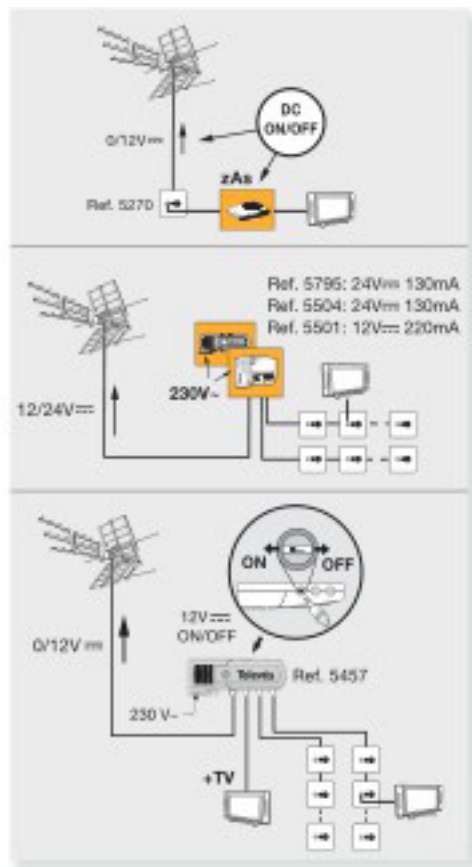 DC
ON/OFF
0/12V⎓
zAs
Ref. 5270
Ref. 5795: 24V⎓ 130mA
Ref. 5504: 24V⎓ 130mA
Ref. 5501: 12V⎓ 220mA
230V~
12/24V⎓
ON OFF
12V⎓
ON/OFF
0/12V⎓
Televés Ref. 5457
230 V~
+TV